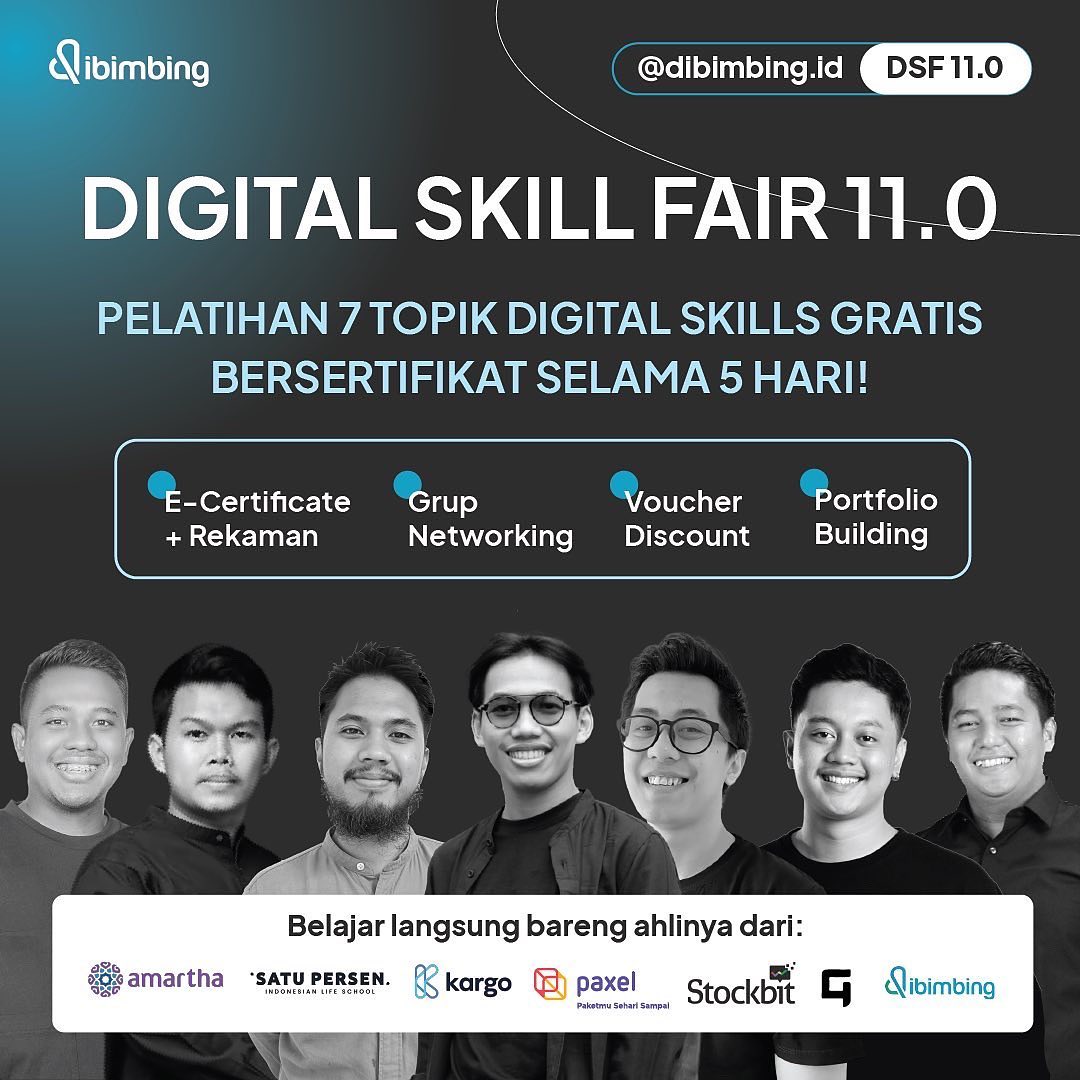 dibimbing
@dibimbing.id DSF 11.0
DIGITAL SKILL FAIR 11.0
PELATIHAN 7 TOPIK DIGITAL SKILLS GRATIS
BERSERTIFIKAT SELAMA 5 HARI!
E-Certificate
+ Rekaman
Grup
Networking
Voucher
Discount
Portfolio
Building
Belajar langsung bareng ahlinya dari:
amartha
SATU PERSEN.
INDONESIAN LIFE SCHOOL
kargo
paxel
Paketmu Sehari Sampai
Stockbit
dibimbing